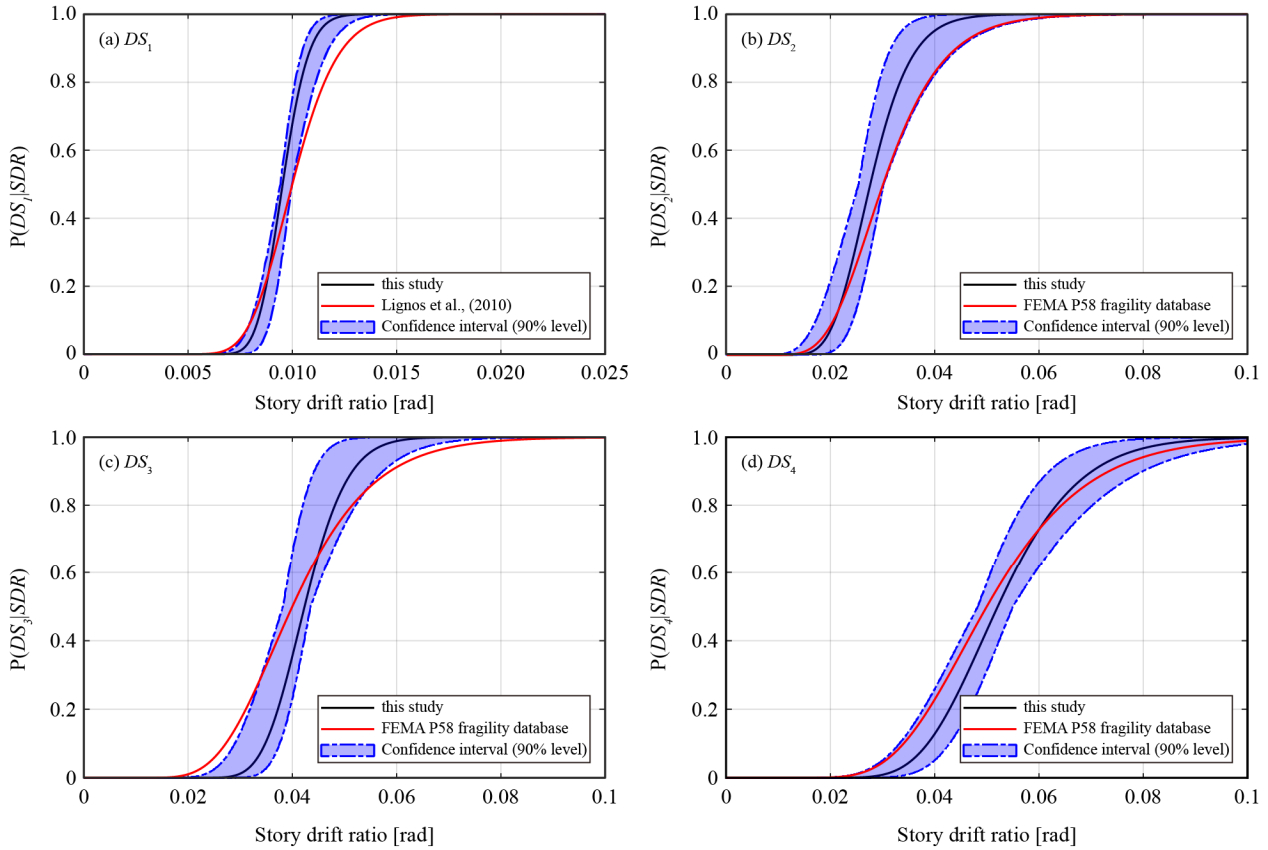 (a) DS₁
P(DS₁|SDR)
1.0
0.8
0.6
0.4
0.2
0
this study
Lignos et al., (2010)
Confidence interval (90% level)
0 0.005 0.010 0.015 0.020 0.025
Story drift ratio [rad]
(b) DS₂
P(DS₂|SDR)
1.0
0.8
0.6
0.4
0.2
0
this study
FEMA P58 fragility database
Confidence interval (90% level)
0 0.02 0.04 0.06 0.08 0.1
Story drift ratio [rad]
(c) DS₃
P(DS₃|SDR)
1.0
0.8
0.6
0.4
0.2
0
this study
FEMA P58 fragility database
Confidence interval (90% level)
0 0.02 0.04 0.06 0.08 0.1
Story drift ratio [rad]
(d) DS₄
P(DS₄|SDR)
1.0
0.8
0.6
0.4
0.2
0
this study
FEMA P58 fragility database
Confidence interval (90% level)
0 0.02 0.04 0.06 0.08 0.1
Story drift ratio [rad]